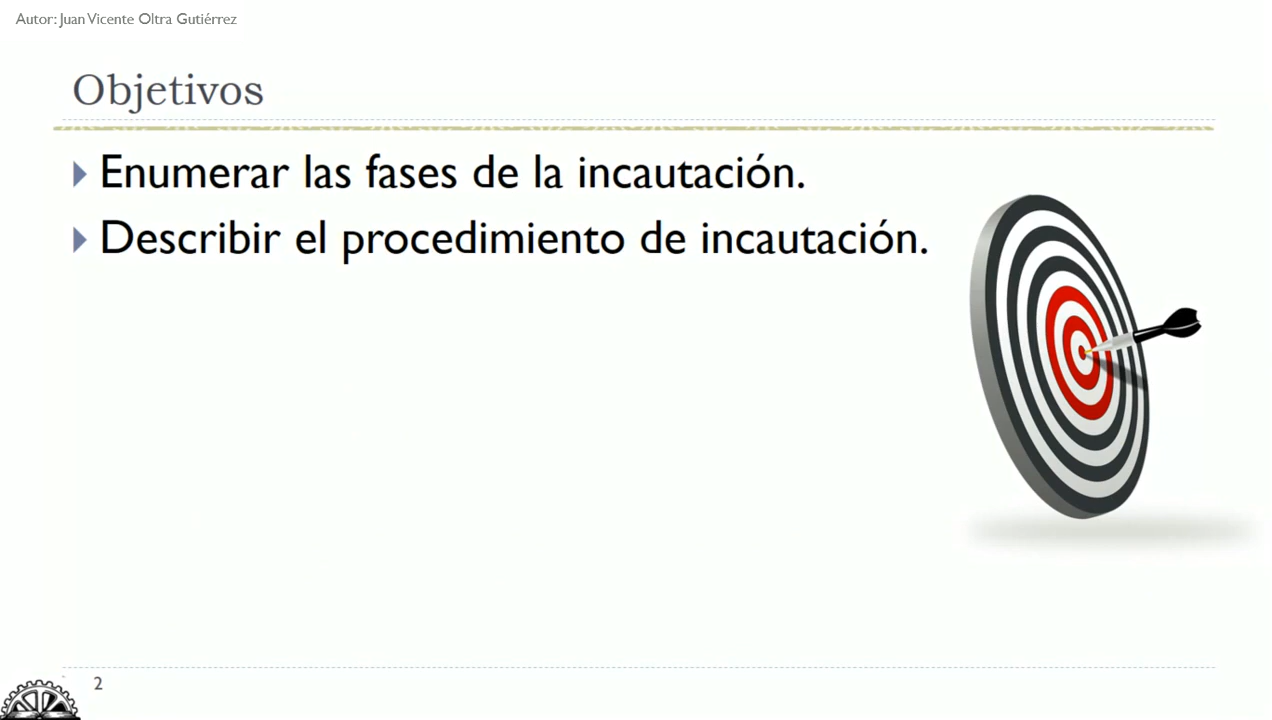 Autor: Juan Vicente Oltra Gutiérrez
Objetivos
Enumerar las fases de la incautación.
Describir el procedimiento de incautación.
2